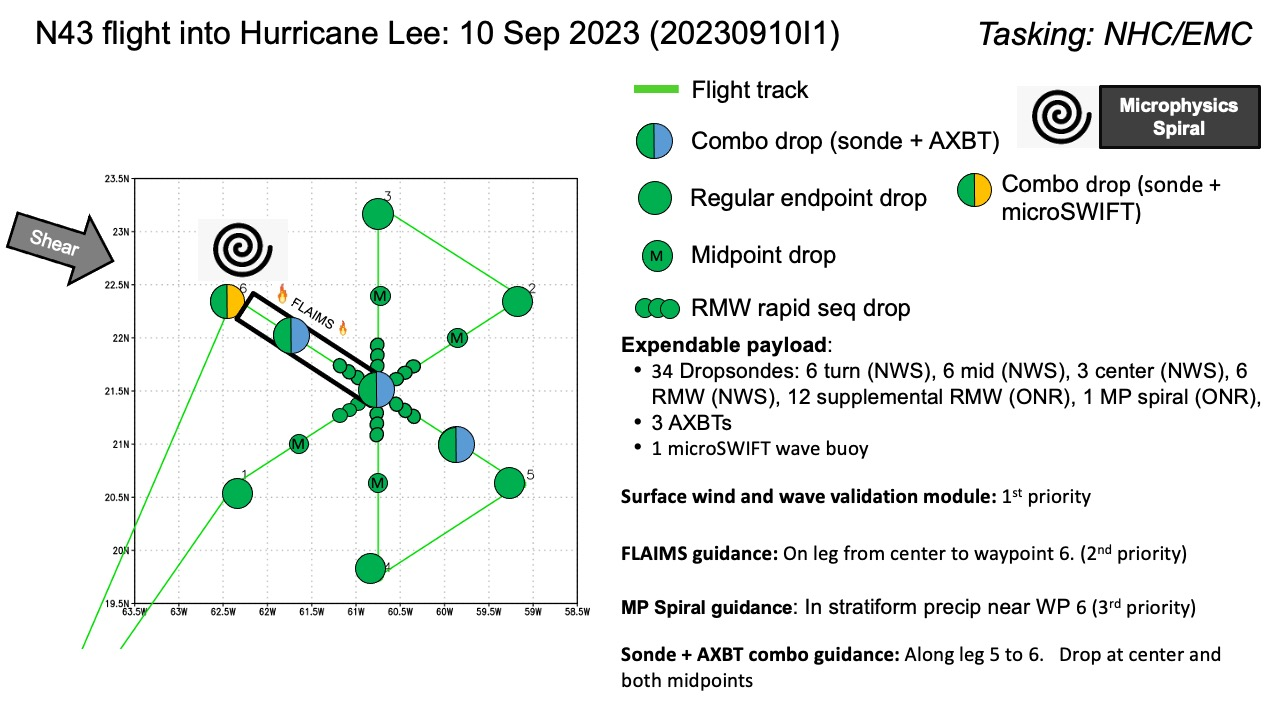 N43 flight into Hurricane Lee: 10 Sep 2023 (20230910I1)
Tasking: NHC/EMC
Flight track
Microphysics
Spiral
Combo drop (sonde + AXBT)
Regular endpoint drop
Combo drop (sonde +
microSWIFT)
M
Midpoint drop
RMW rapid seq drop
Expendable payload:
• 34 Dropsondes: 6 turn (NWS), 6 mid (NWS), 3 center (NWS), 6
RMW (NWS), 12 supplemental RMW (ONR), 1 MP spiral (ONR),
• 3 AXBTs
• 1 microSWIFT wave buoy
Surface wind and wave validation module: 1st priority
FLAIMS guidance: On leg from center to waypoint 6. (2nd priority)
MP Spiral guidance: In stratiform precip near WP 6 (3rd priority)
Sonde + AXBT combo guidance: Along leg 5 to 6. Drop at center and
both midpoints
Shear
23.5N
23N
22.5N
22N
21.5N
21N
20.5N
20N
19.5N
63.5W 63W 62.5W 62W 61.5W 61W 60.5W 60W 59.5W 59W 58.5W
3
6
2
FLAIMS
M
M
M
1
M
5
4